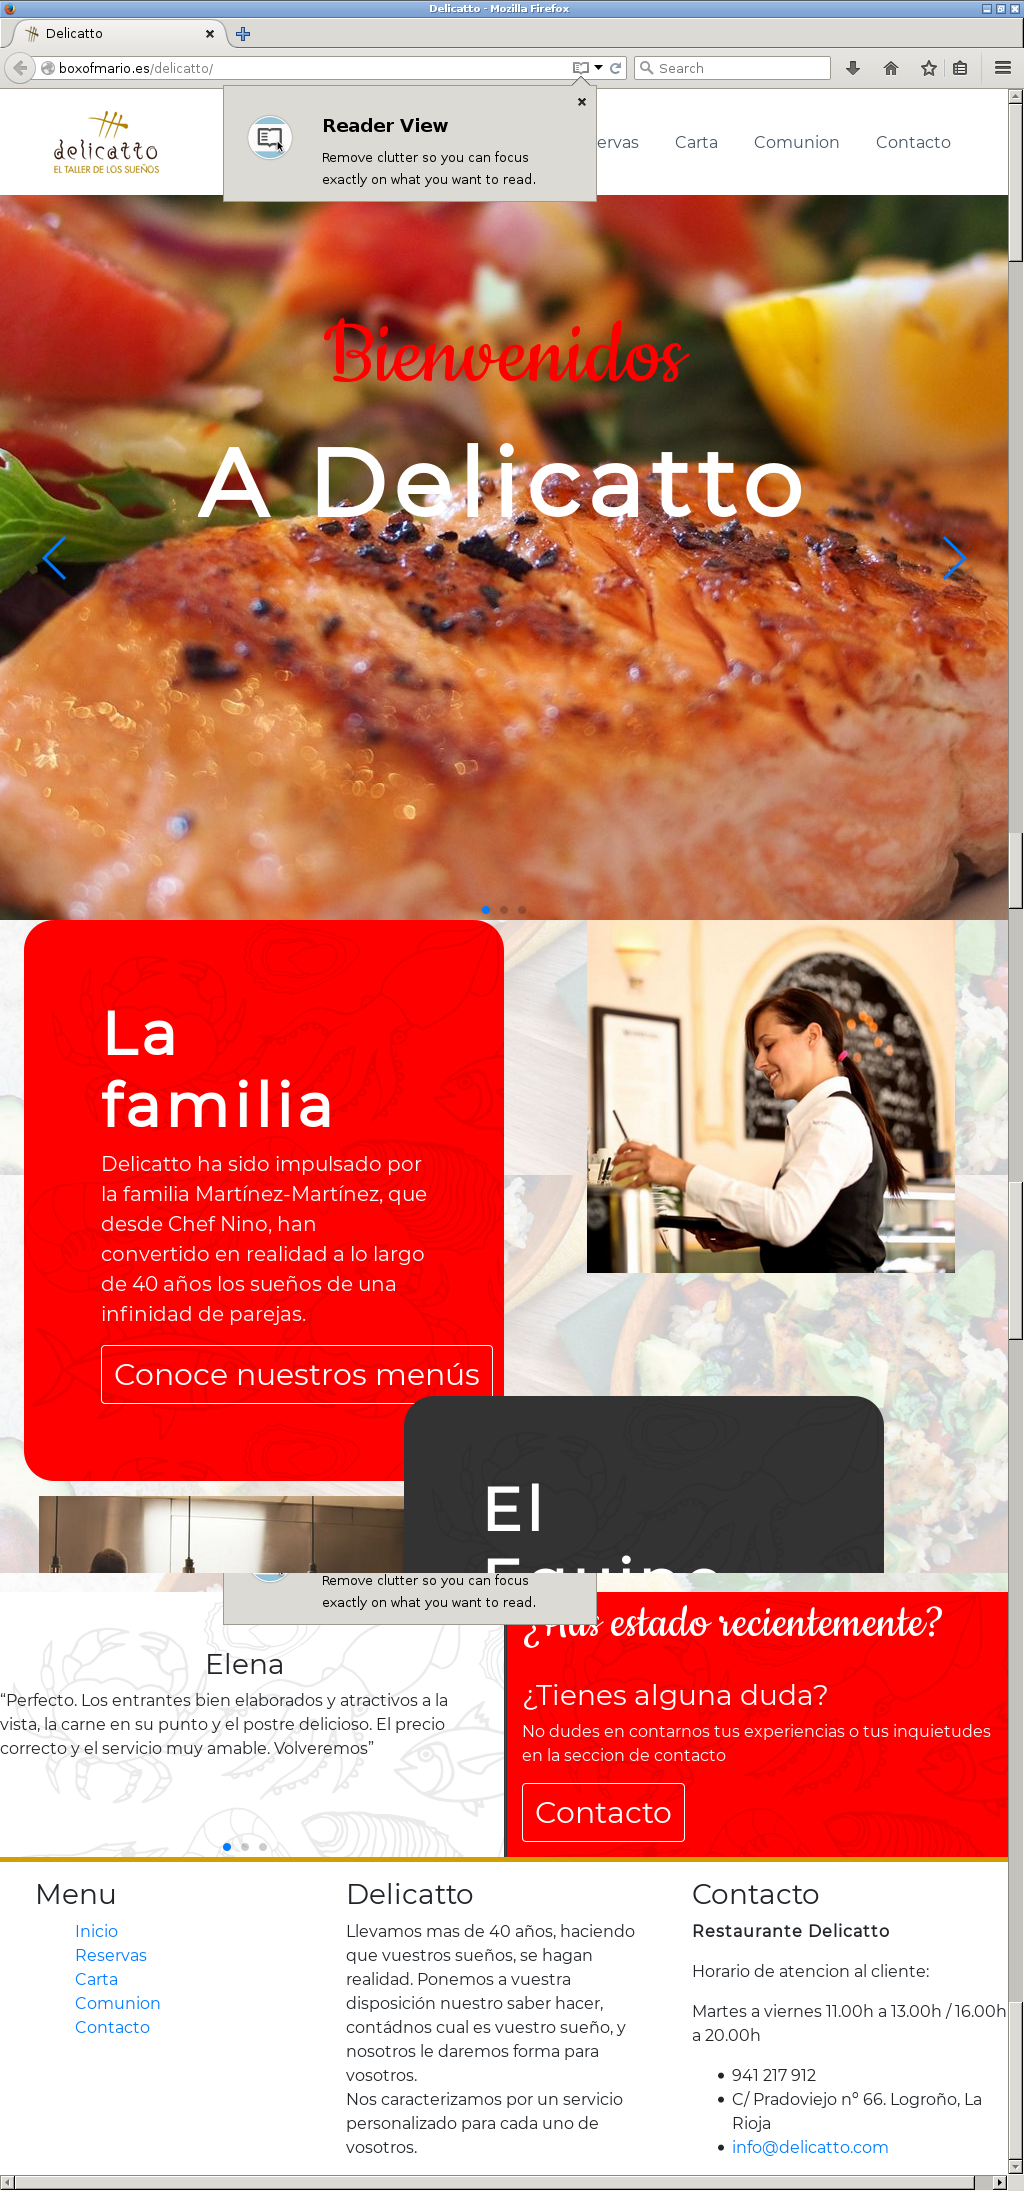 Delicatto - Mozilla Firefox
Delicatto
boxofmario.es/delicatto/
Search
delicatto
EL TALLER DE LOS SUEÑOS
Reader View
Remove clutter so you can focus
exactly on what you want to read.
ervas
Carta
Comunion
Contacto
Bienvenidos
A Delicatto
La
familia
Delicatto ha sido impulsado por
la familia Martínez-Martínez, que
desde Chef Nino, han
convertido en realidad a lo largo
de 40 años los sueños de una
infinidad de parejas.
Conoce nuestros menús
El
Equipo
Remove clutter so you can focus
exactly on what you want to read.
Elena
“Perfecto. Los entrantes bien elaborados y atractivos a la
vista, la carne en su punto y el postre delicioso. El precio
correcto y el servicio muy amable. Volveremos”
¿Has estado recientemente?
¿Tienes alguna duda?
No dudes en contarnos tus experiencias o tus inquietudes
en la seccion de contacto
Contacto
Menu
Inicio
Reservas
Carta
Comunion
Contacto
Delicatto
Llevamos mas de 40 años, haciendo
que vuestros sueños, se hagan
realidad. Ponemos a vuestra
disposición nuestro saber hacer,
contádnos cual es vuestro sueño, y
nosotros le daremos forma para
vosotros.
Nos caracterizamos por un servicio
personalizado para cada uno de
vosotros.
Contacto
Restaurante Delicatto
Horario de atencion al cliente:
Martes a viernes 11.00h a 13.00h / 16.00h
a 20.00h
941 217 912
C/ Pradoviejo nº 66. Logroño, La
Rioja
info@delicatto.com